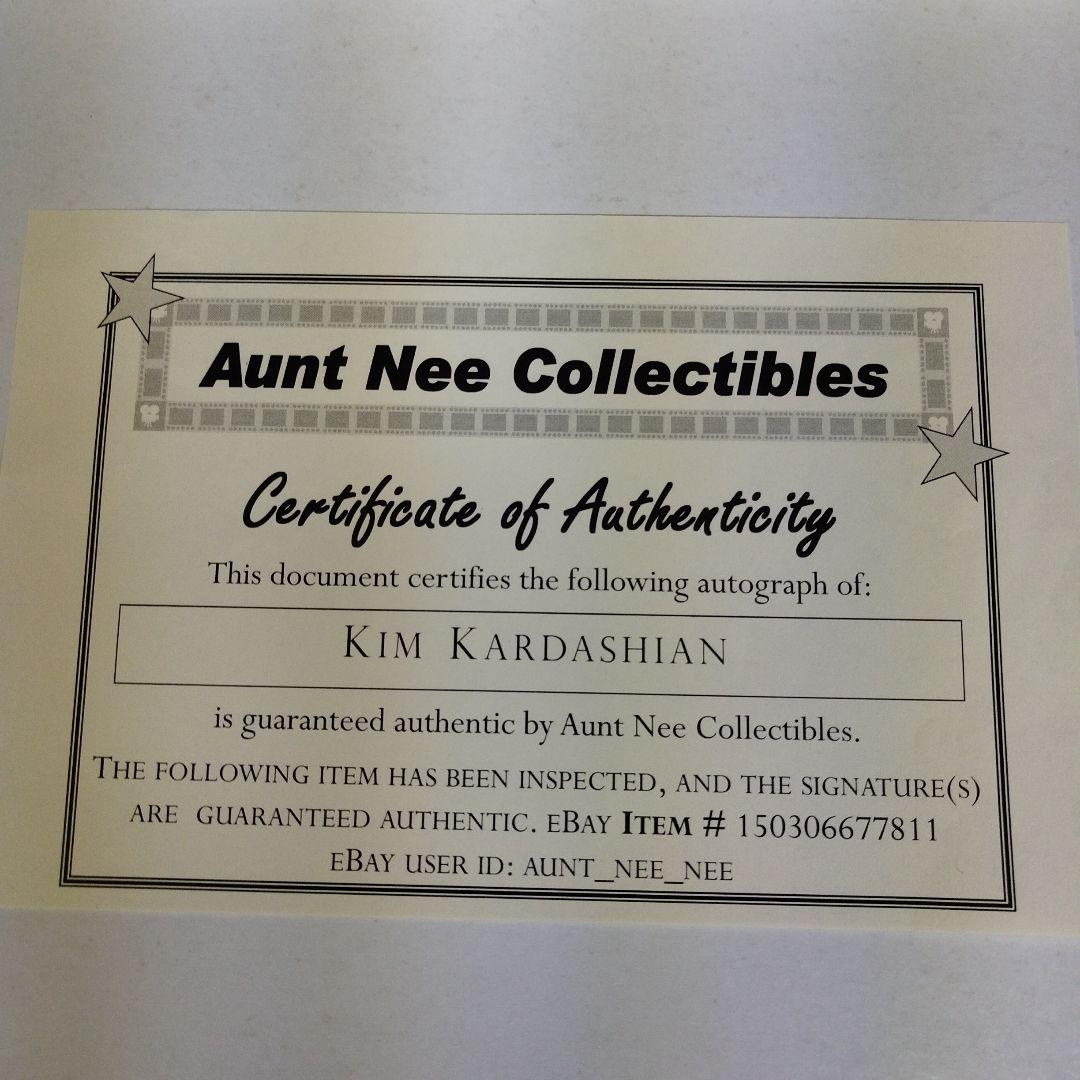 Aunt Nee Collectibles
Certificate of Authenticity
This document certifies the following autograph of:
KIM KARDASHIAN
is guaranteed authentic by Aunt Nee Collectibles.
THE FOLLOWING ITEM HAS BEEN INSPECTED, AND THE SIGNATURE(S)
ARE GUARANTEED AUTHENTIC. EBAY ITEM # 150306677811
EBAY USER ID: AUNT_NEE_NEE